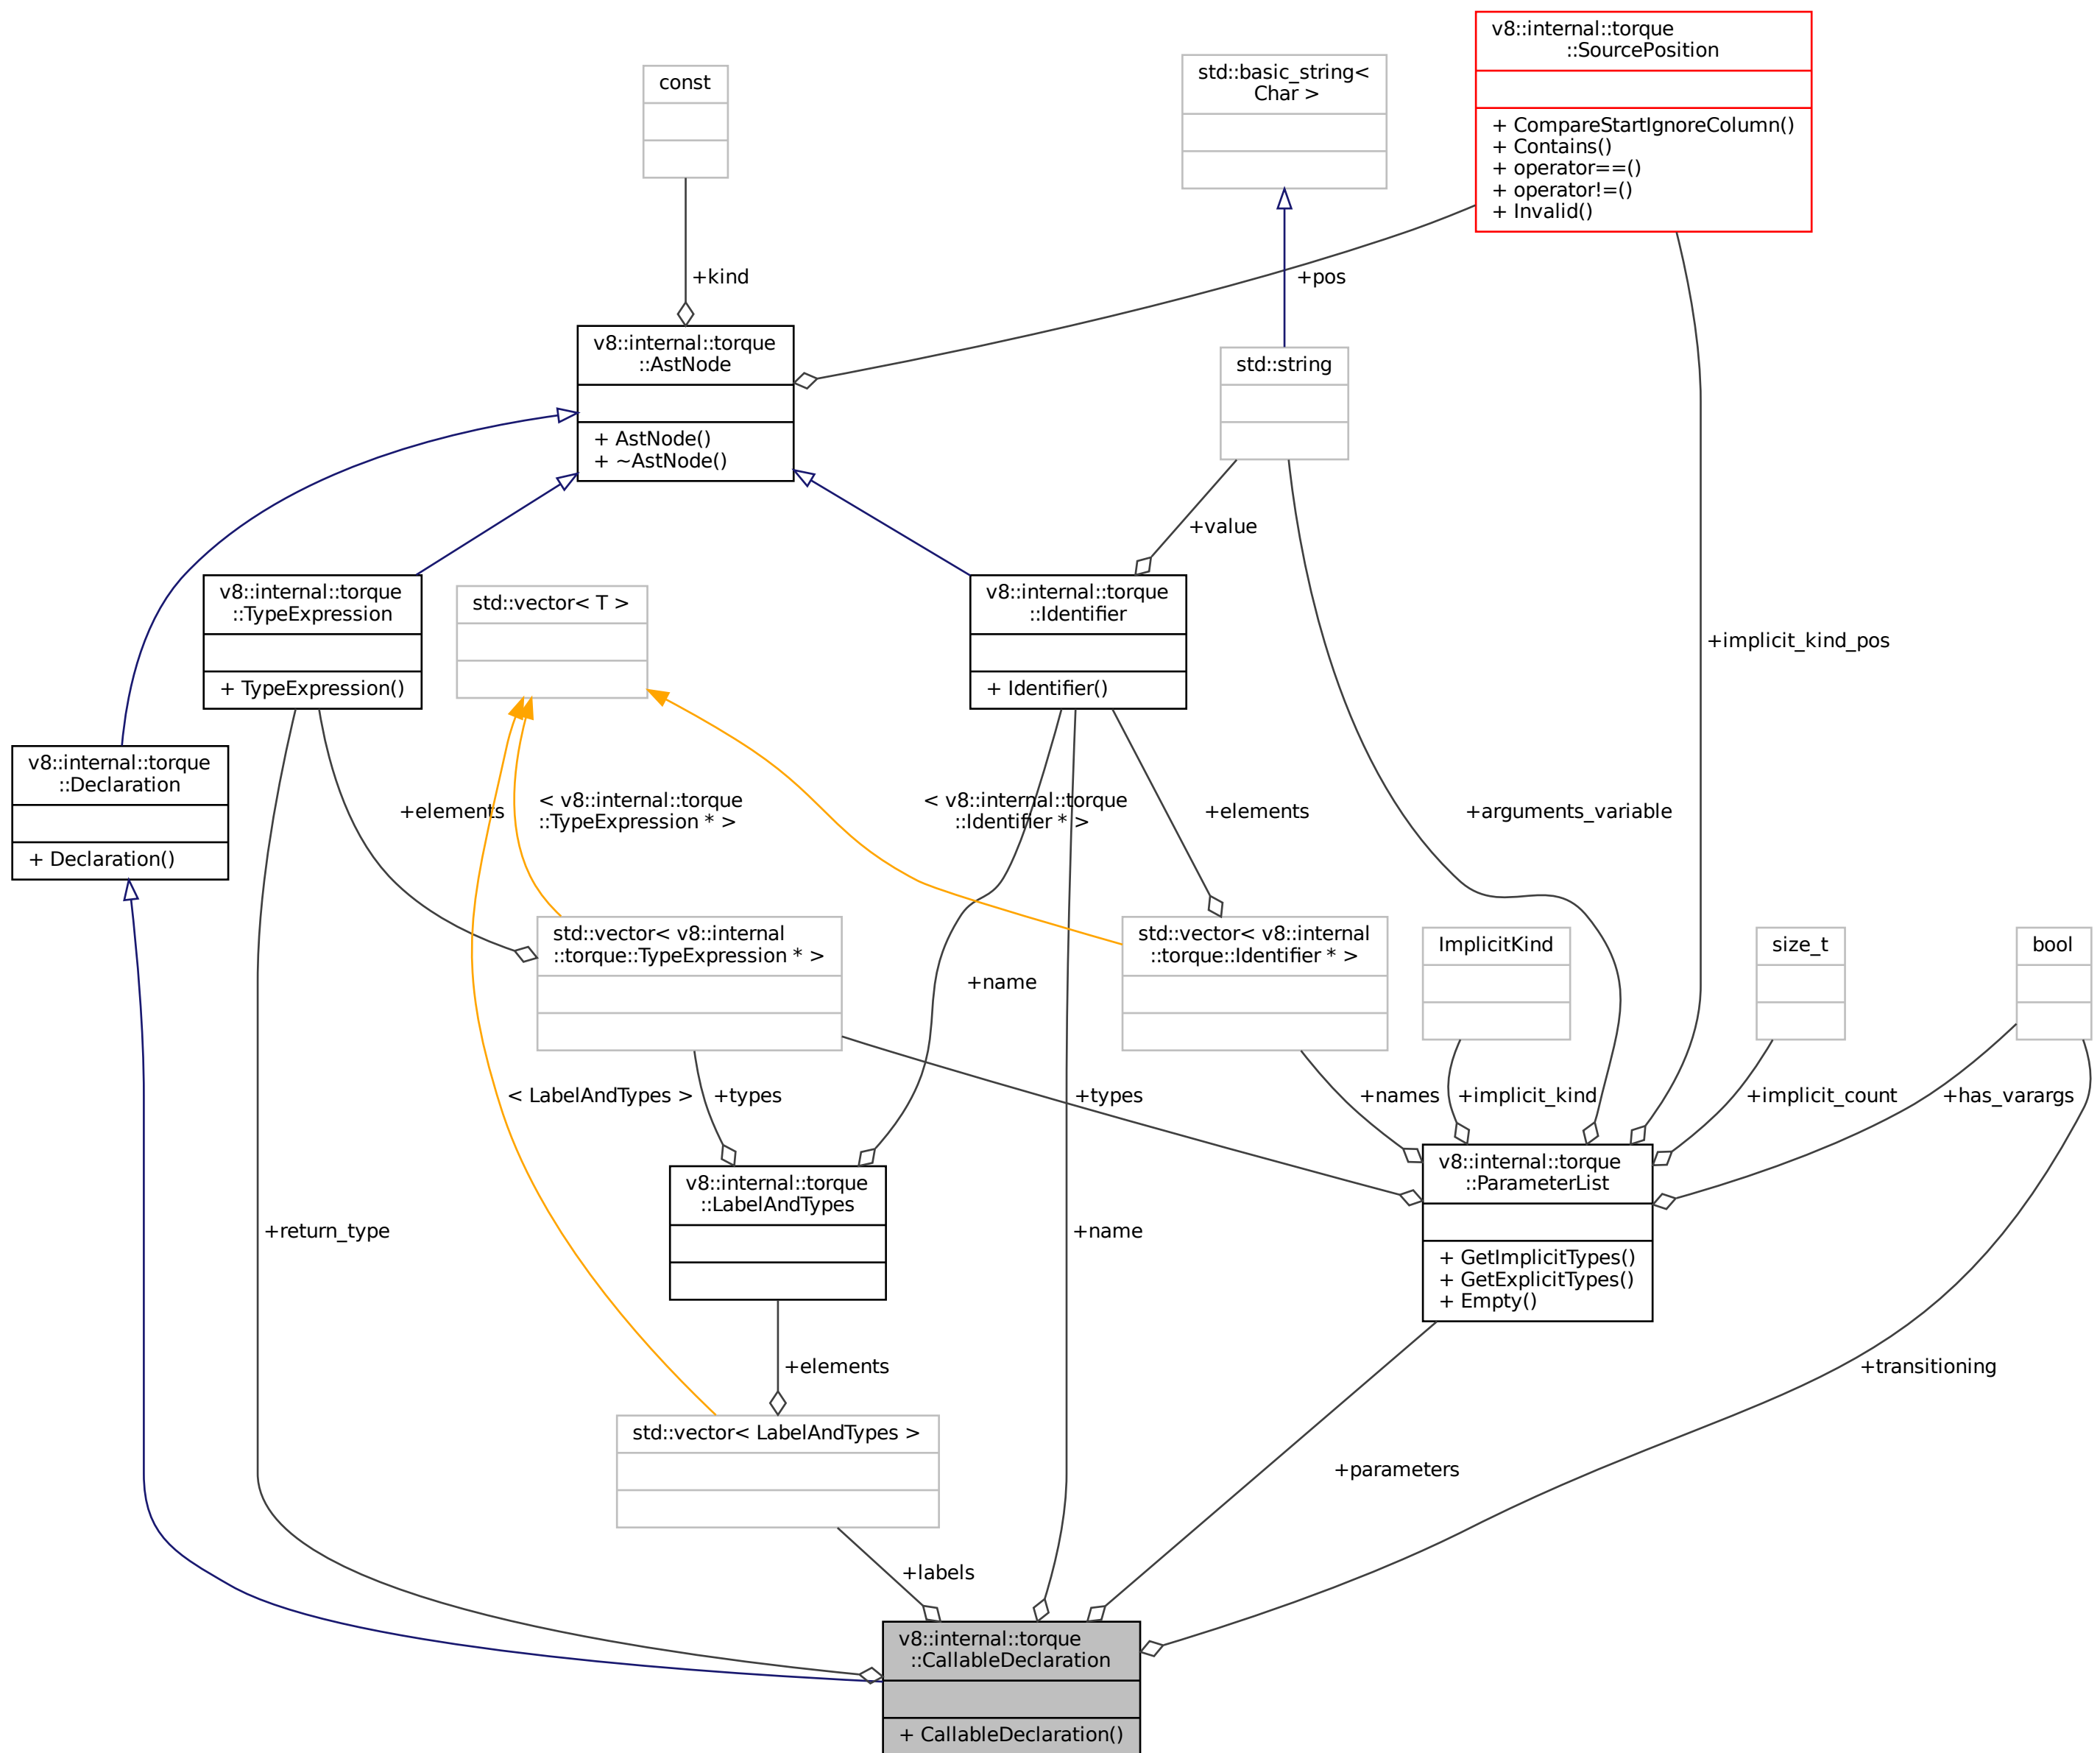 v8::internal::torque
::SourcePosition
+ CompareStartIgnoreColumn()
+ Contains()
+ operator==()
+ operator!=()
+ Invalid()
std::basic_string<
Char >
const
+kind
+pos
v8::internal::torque
::AstNode
+ AstNode()
+ ~AstNode()
std::string
+value
v8::internal::torque
::TypeExpression
+ TypeExpression()
std::vector< T >
v8::internal::torque
::Identifier
+ Identifier()
+implicit_kind_pos
v8::internal::torque
::Declaration
+ Declaration()
+elements
< v8::internal::torque
::TypeExpression * >
< v8::internal::torque
::Identifier * >
+elements
+arguments_variable
std::vector< v8::internal
::torque::TypeExpression * >
+name
std::vector< v8::internal
::torque::Identifier * >
ImplicitKind
size_t
bool
< LabelAndTypes >
+types
+types
+names
+implicit_kind
+implicit_count
+has_varargs
v8::internal::torque
::LabelAndTypes
v8::internal::torque
::ParameterList
+ GetImplicitTypes()
+ GetExplicitTypes()
+ Empty()
+return_type
+name
+elements
+transitioning
std::vector< LabelAndTypes >
+parameters
+labels
v8::internal::torque
::CallableDeclaration
+ CallableDeclaration()